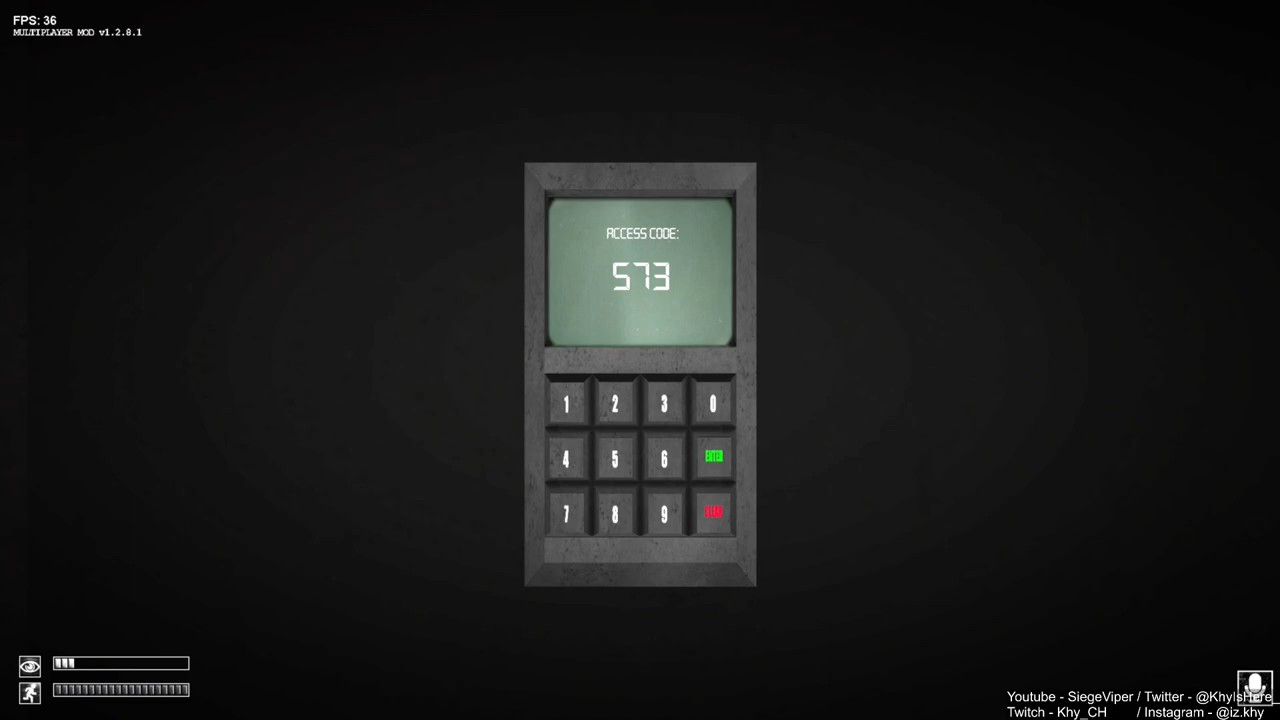 FPS: 36
MULTIPLAYER MOD v1.2.8.1
ACCESS CODE:
573
1 2 3 0
4 5 6 ENTER
7 8 9
Youtube - SiegeViper / Twitter - @KhyIsHere
Twitch - Khy_CH / Instagram - @iz.khy